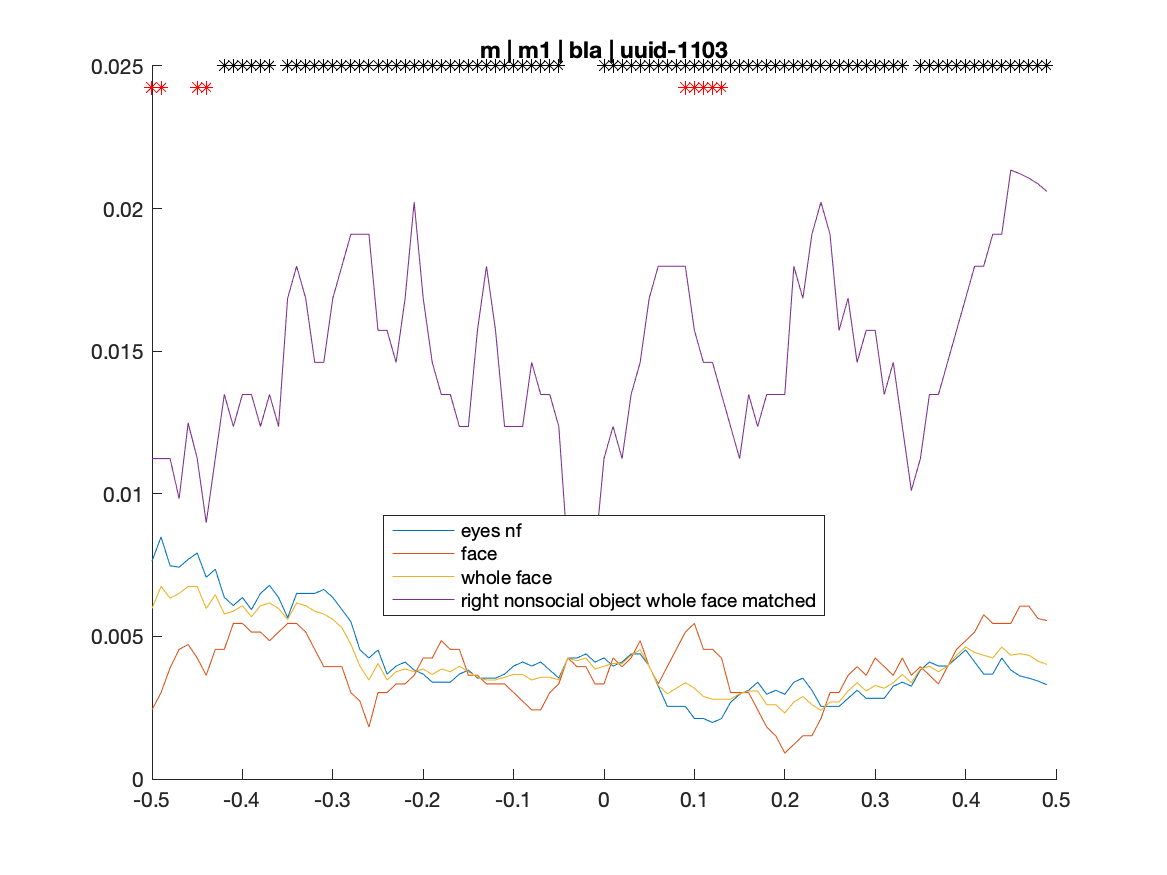 m | m1 | bla | uuid-1103
0.025
0.02
0.015
0.01
0.005
0
eyes nf
face
whole face
right nonsocial object whole face matched
-0.5 -0.4 -0.3 -0.2 -0.1 0 0.1 0.2 0.3 0.4 0.5